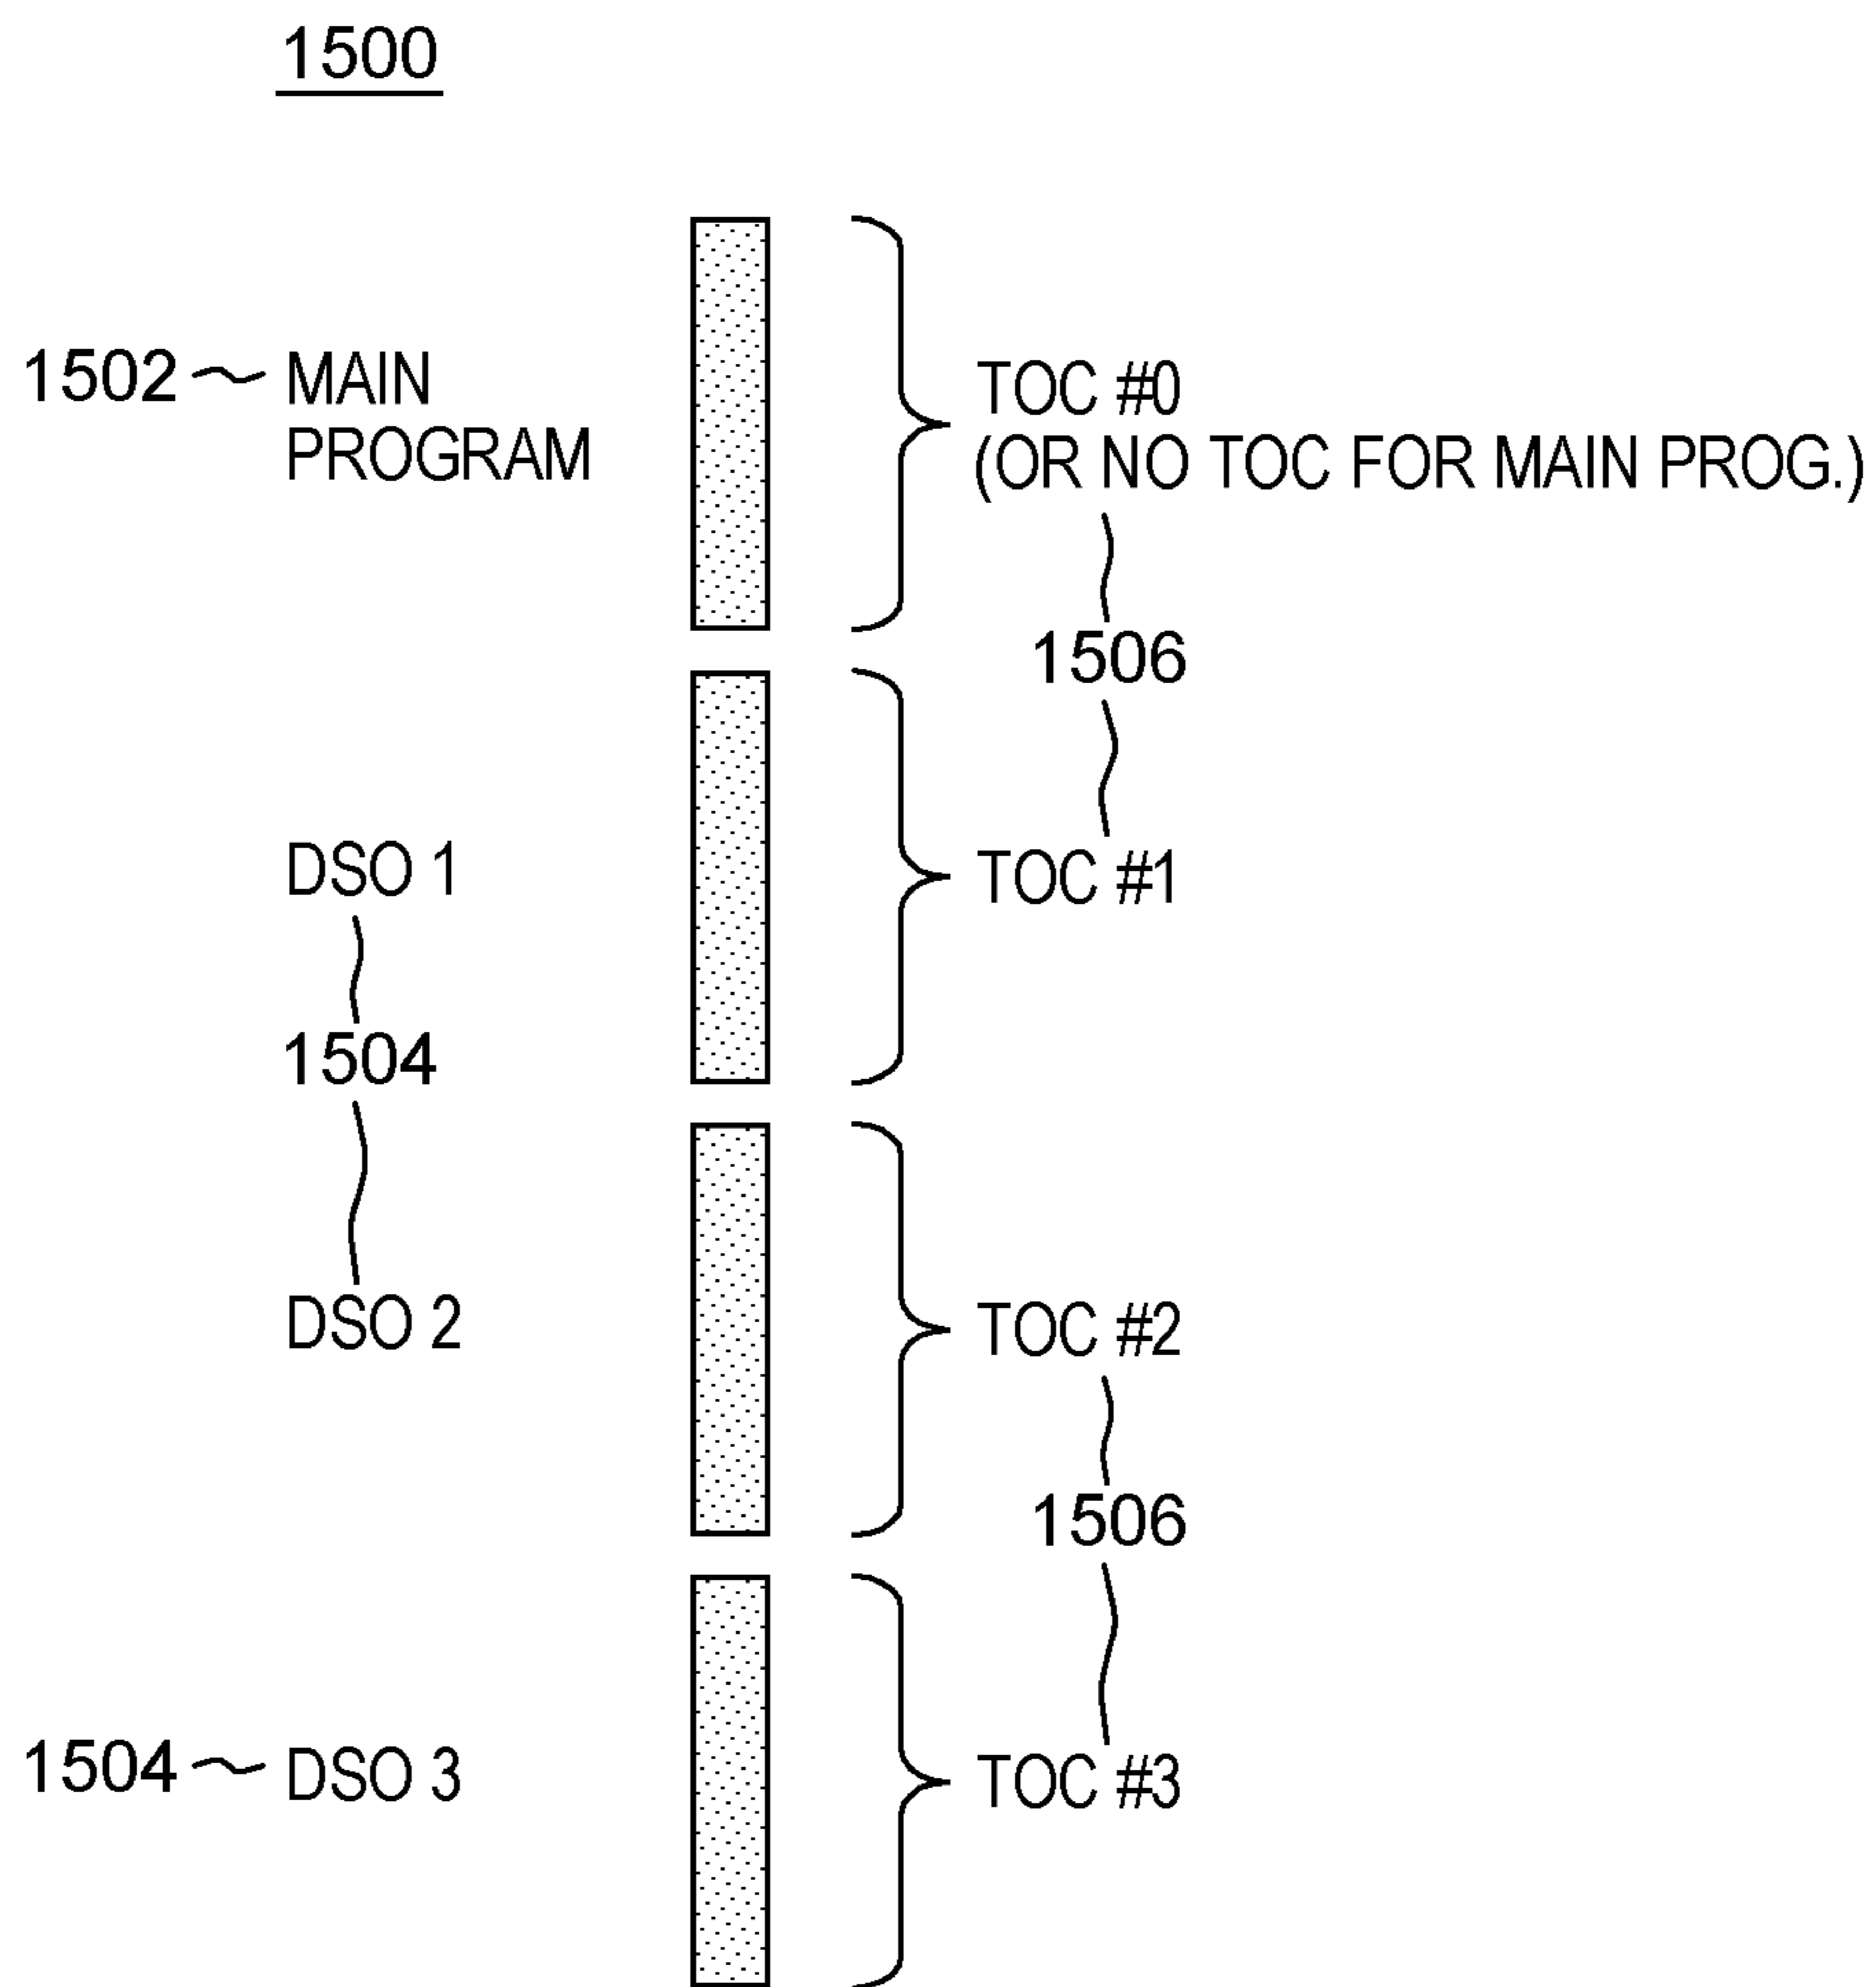 1500
1502 MAIN
PROGRAM
TOC #0
(OR NO TOC FOR MAIN PROG.)
1506
DSO 1
TOC #1
1504
DSO 2
TOC #2
1506
1504 DSO 3
TOC #3